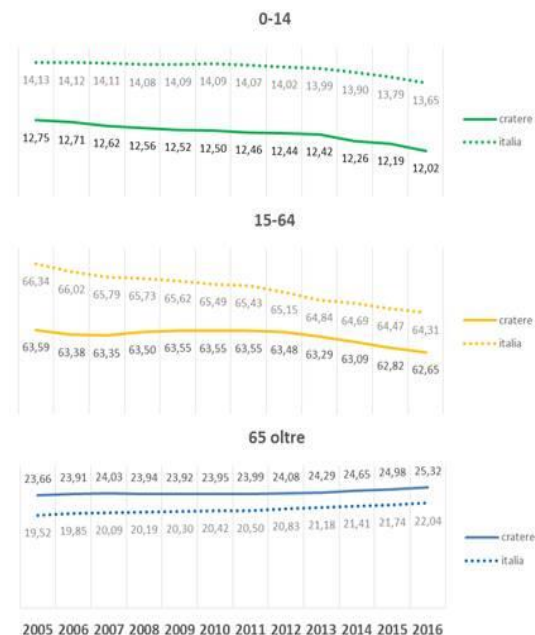 0-14
14,13 14,12 14,11 14,08 14,09 14,09 14,07 14,02 13,99 13,90 13,79 13,65
cratere
12,75 12,71 12,62 12,56 12,52 12,50 12,46 12,44 12,42 12,26 12,19 12,02
italia
15-64
66,34 66,02 65,79 65,73 65,62 65,49 65,43 65,15 64,84 64,69 64,47 64,31
cratere
63,59 63,38 63,35 63,50 63,55 63,55 63,55 63,48 63,29 63,09 62,82 62,65
italia
65 oltre
23,66 23,91 24,03 23,94 23,92 23,95 23,99 24,08 24,29 24,65 24,98 25,32
19,52 19,85 20,09 20,19 20,30 20,42 20,50 20,83 21,18 21,41 21,74 22,04
cratere
italia
2005 2006 2007 2008 2009 2010 2011 2012 2013 2014 2015 2016